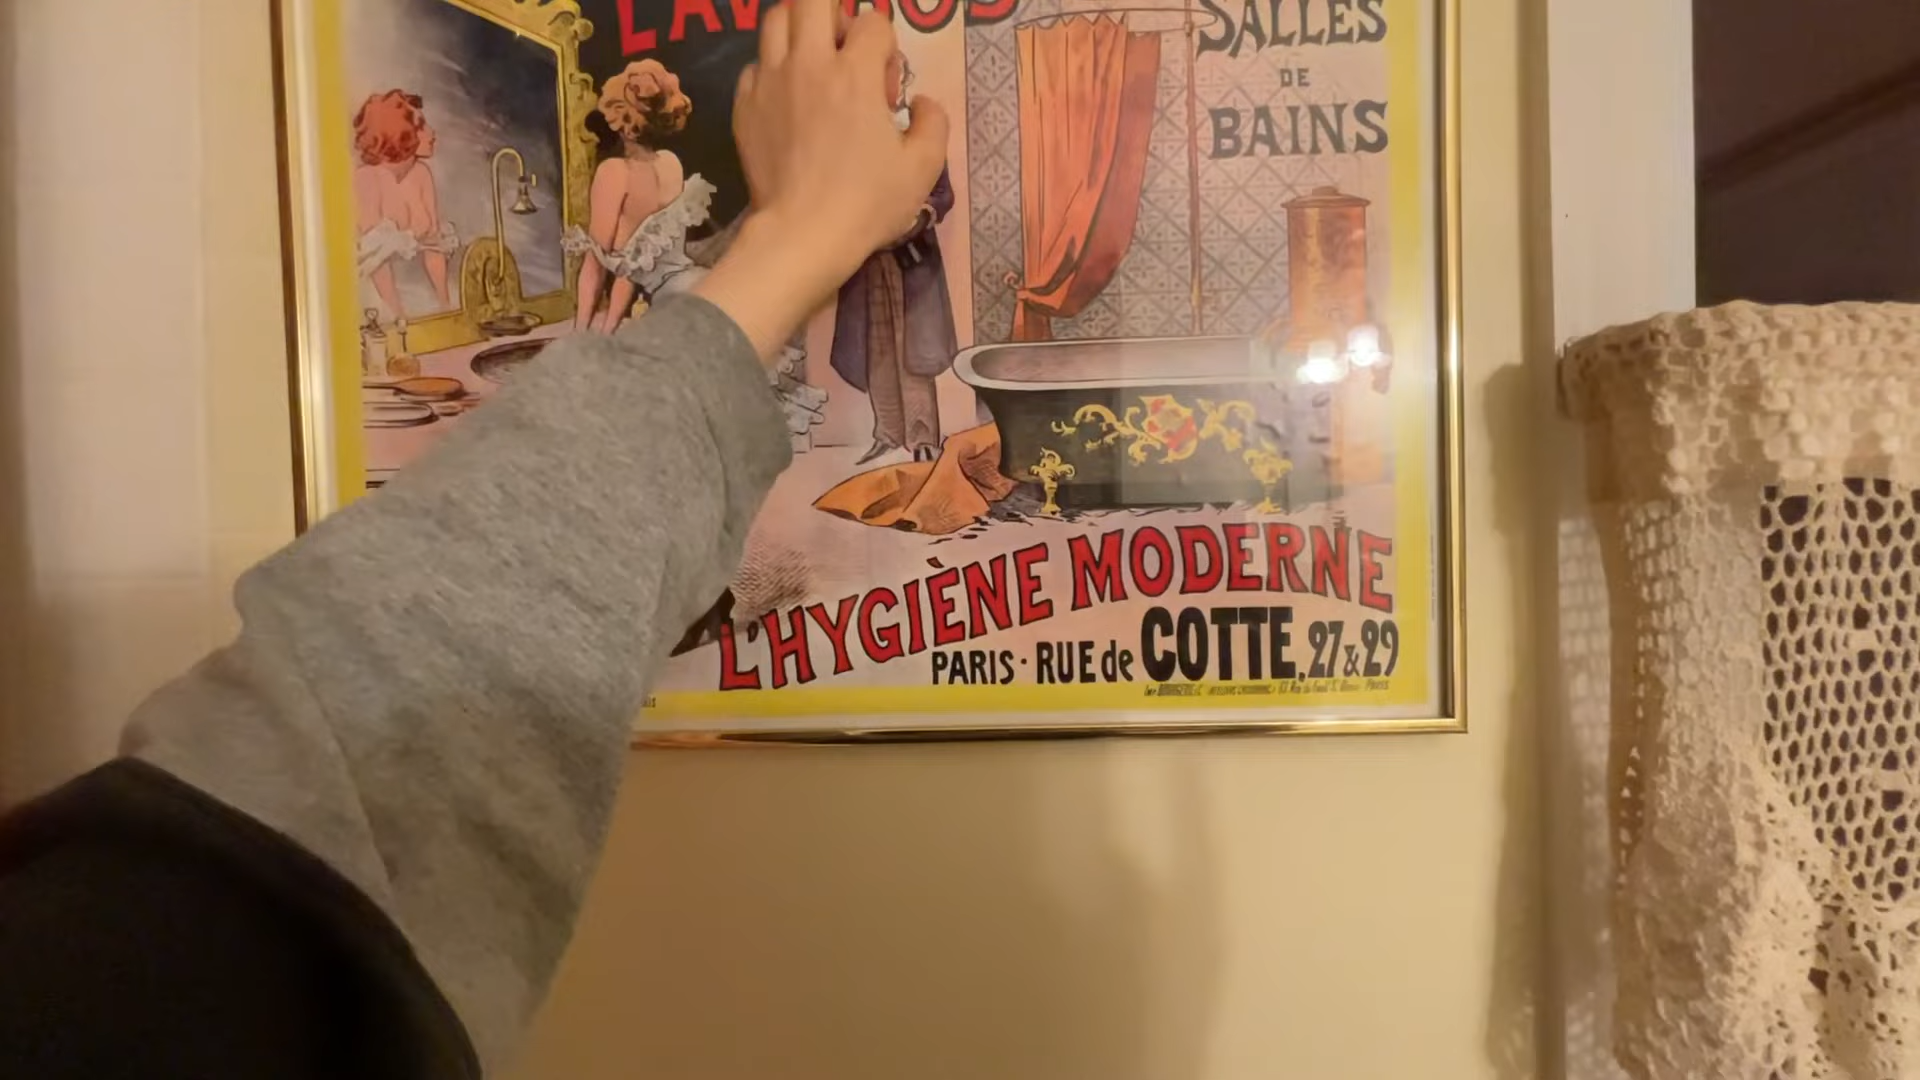 SALLES
DE
BAINS
L'HYGIÈNE MODERNE
PARIS · RUE de COTTE, 27 & 29